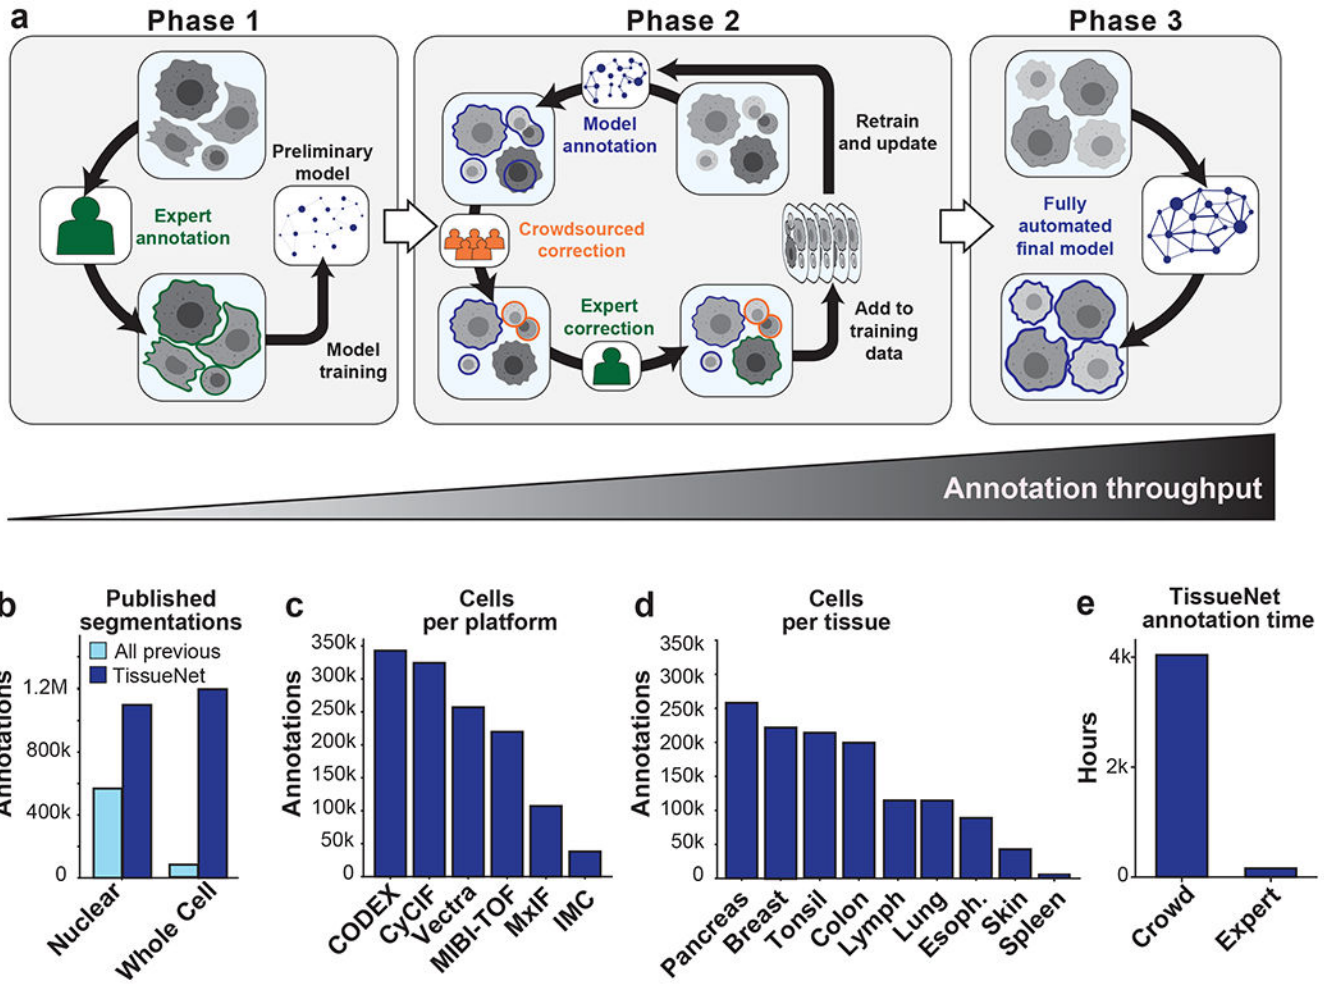 a
Phase 1
Phase 2
Phase 3
Preliminary
model
Expert
annotation
Model
training
Model
annotation
Retrain
and update
Crowdsourced
correction
Expert
correction
Add to
training
data
Fully
automated
final model
Annotation throughput
b
Published
segmentations
All previous
TissueNet
Annotations
1.2M
800k
400k
0
Nuclear
Whole Cell
c
Cells
per platform
Annotations
350k
300k
250k
200k
150k
100k
50k
0
CODEX
CyCIF
Vectra
MIBI-TOF
MxIF
IMC
d
Cells
per tissue
Annotations
350k
300k
250k
200k
150k
100k
50k
0
Pancreas
Breast
Tonsil
Colon
Lymph
Lung
Esoph.
Skin
Spleen
e
TissueNet
annotation time
Hours
4k
2k
0
Crowd
Expert